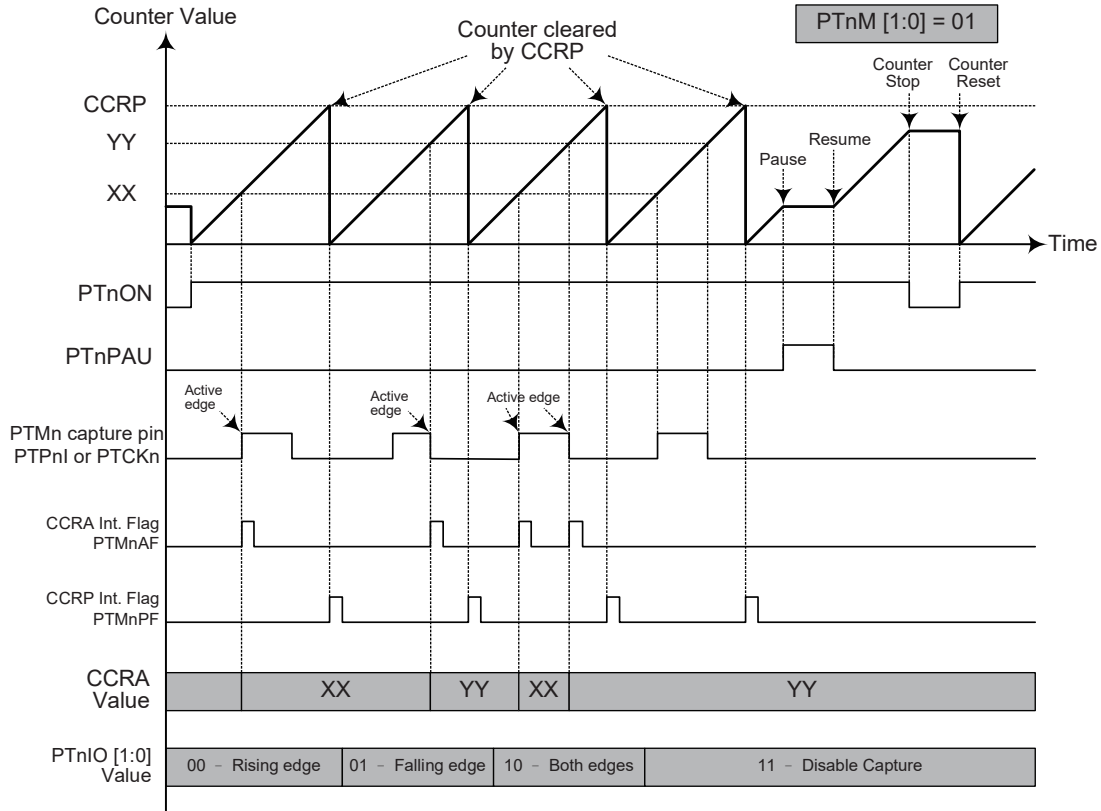 Counter Value
PTnM [1:0] = 01
Counter cleared
by CCRP
Counter
Stop
Counter
Reset
CCRP
YY
Resume
Pause
XX
Time
PTnON
PTnPAU
Active
edge
Active
edge
Active edge
PTMn capture pin
PTPnI or PTCKn
CCRA Int. Flag
PTMnAF
CCRP Int. Flag
PTMnPF
CCRA
Value
XX
YY
XX
YY
PTnIO [1:0]
Value
00 - Rising edge
01 - Falling edge
10 - Both edges
11 - Disable Capture